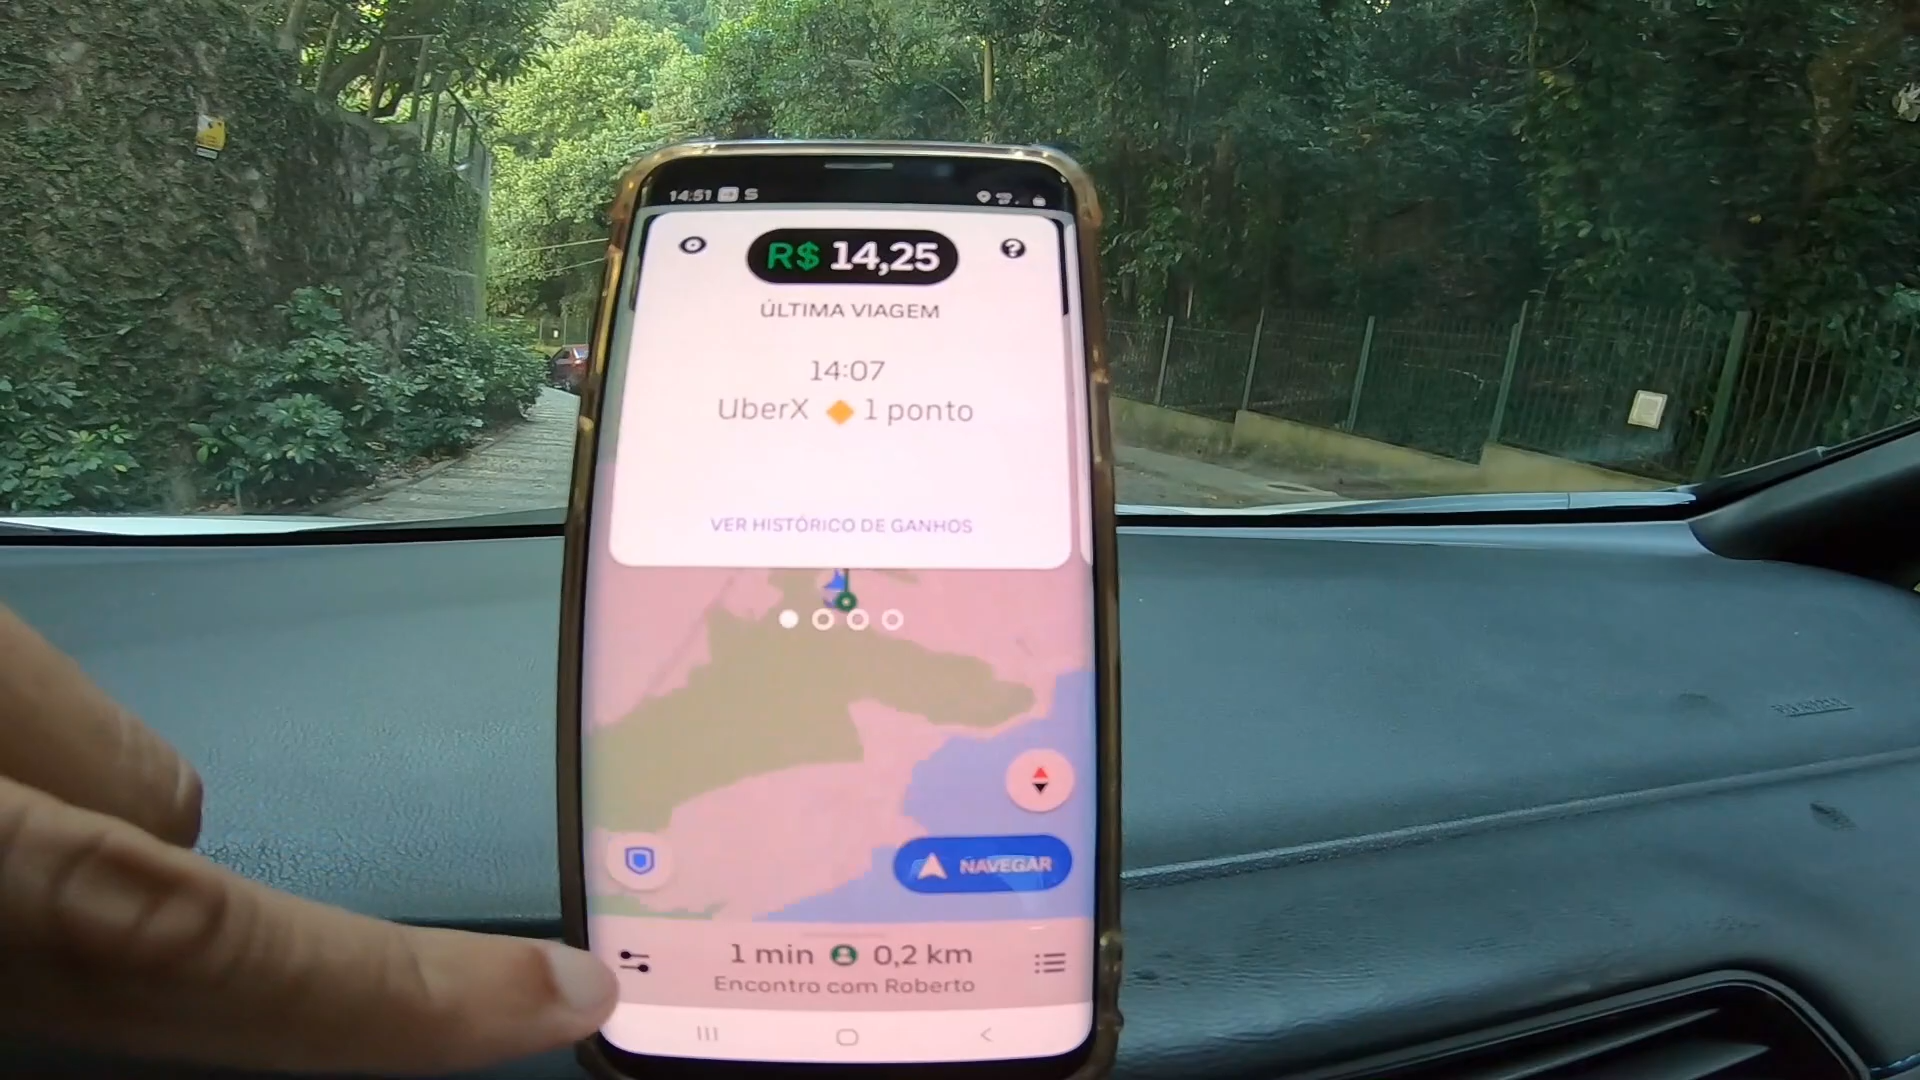 14:51 S
R$ 14,25
ÚLTIMA VIAGEM
14:07
UberX 1 ponto
VER HISTÓRICO DE GANHOS
NAVEGAR
1 min 0,2 km
Encontro com Roberto